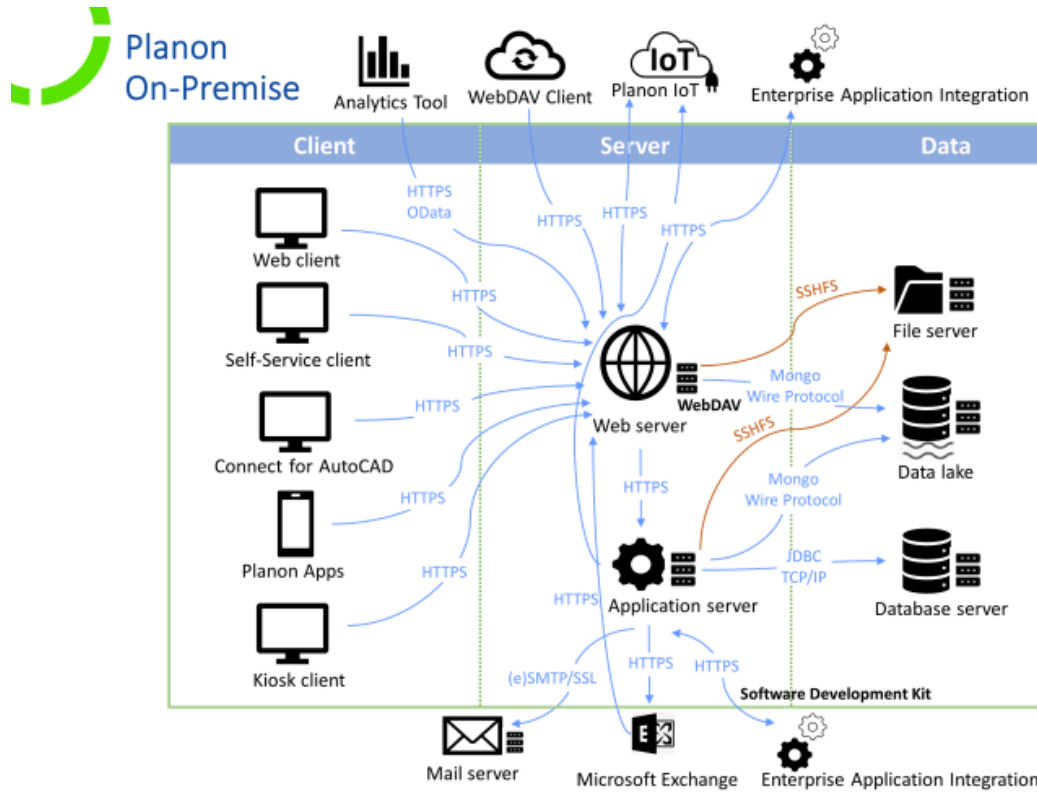 Planon
On-Premise
Analytics Tool
WebDAV Client
IoT
Planon IoT
Enterprise Application Integration
Client
Server
Data
HTTPS
OData
HTTPS
HTTPS
HTTPS
Web client
HTTPS
Self-Service client
HTTPS
Connect for AutoCAD
HTTPS
Planon Apps
HTTPS
Kiosk client
HTTPS
SSHFS
File server
WebDAV
Web server
Mongo
Wire Protocol
SSHFS
Data lake
HTTPS
Mongo
Wire Protocol
JDBC
TCP/IP
Application server
Database server
HTTPS
(e)SMTP/SSL
HTTPS
HTTPS
Software Development Kit
Mail server
E
Microsoft Exchange
Enterprise Application Integration